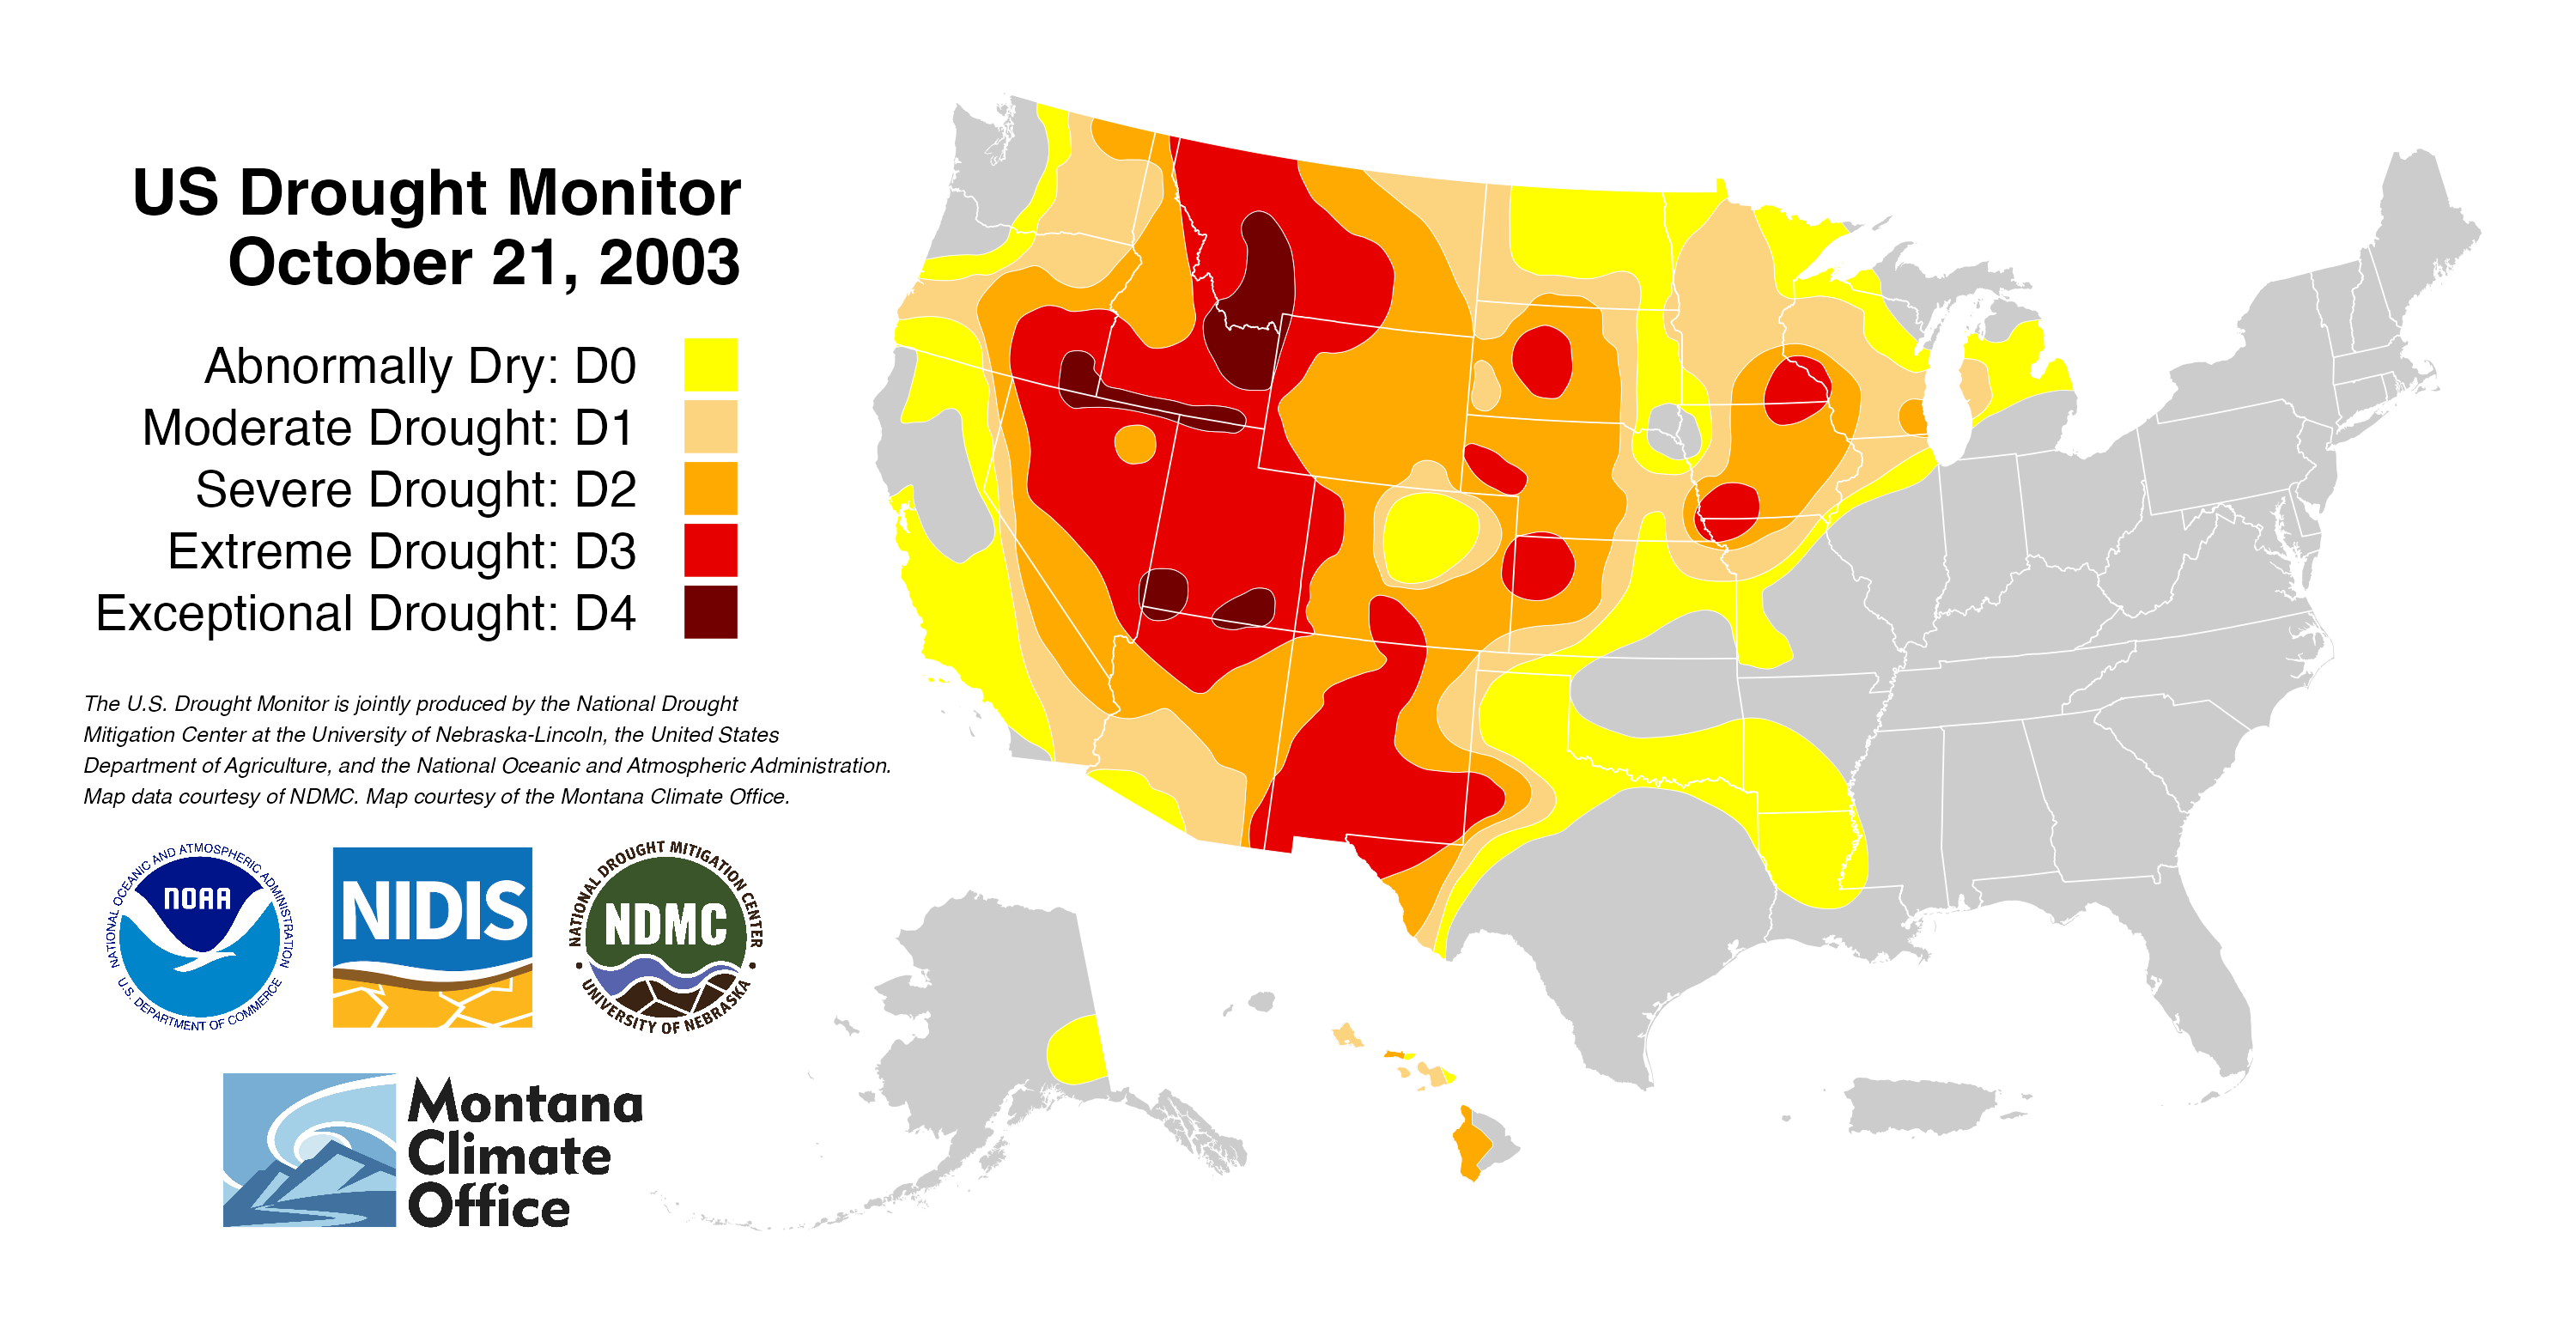 US Drought Monitor
October 21, 2003
Abnormally Dry: D0
Moderate Drought: D1
Severe Drought: D2
Extreme Drought: D3
Exceptional Drought: D4
The U.S. Drought Monitor is jointly produced by the National Drought
Mitigation Center at the University of Nebraska-Lincoln, the United States
Department of Agriculture, and the National Oceanic and Atmospheric Administration.
Map data courtesy of NDMC. Map courtesy of the Montana Climate Office.
NATIONAL OCEANIC AND ATMOSPHERIC ADMINISTRATION
NOAA
U.S. DEPARTMENT OF COMMERCE
NIDIS
NATIONAL DROUGHT MITIGATION CENTER
NDMC
• UNIVERSITY OF NEBRASKA •
Montana
Climate
Office